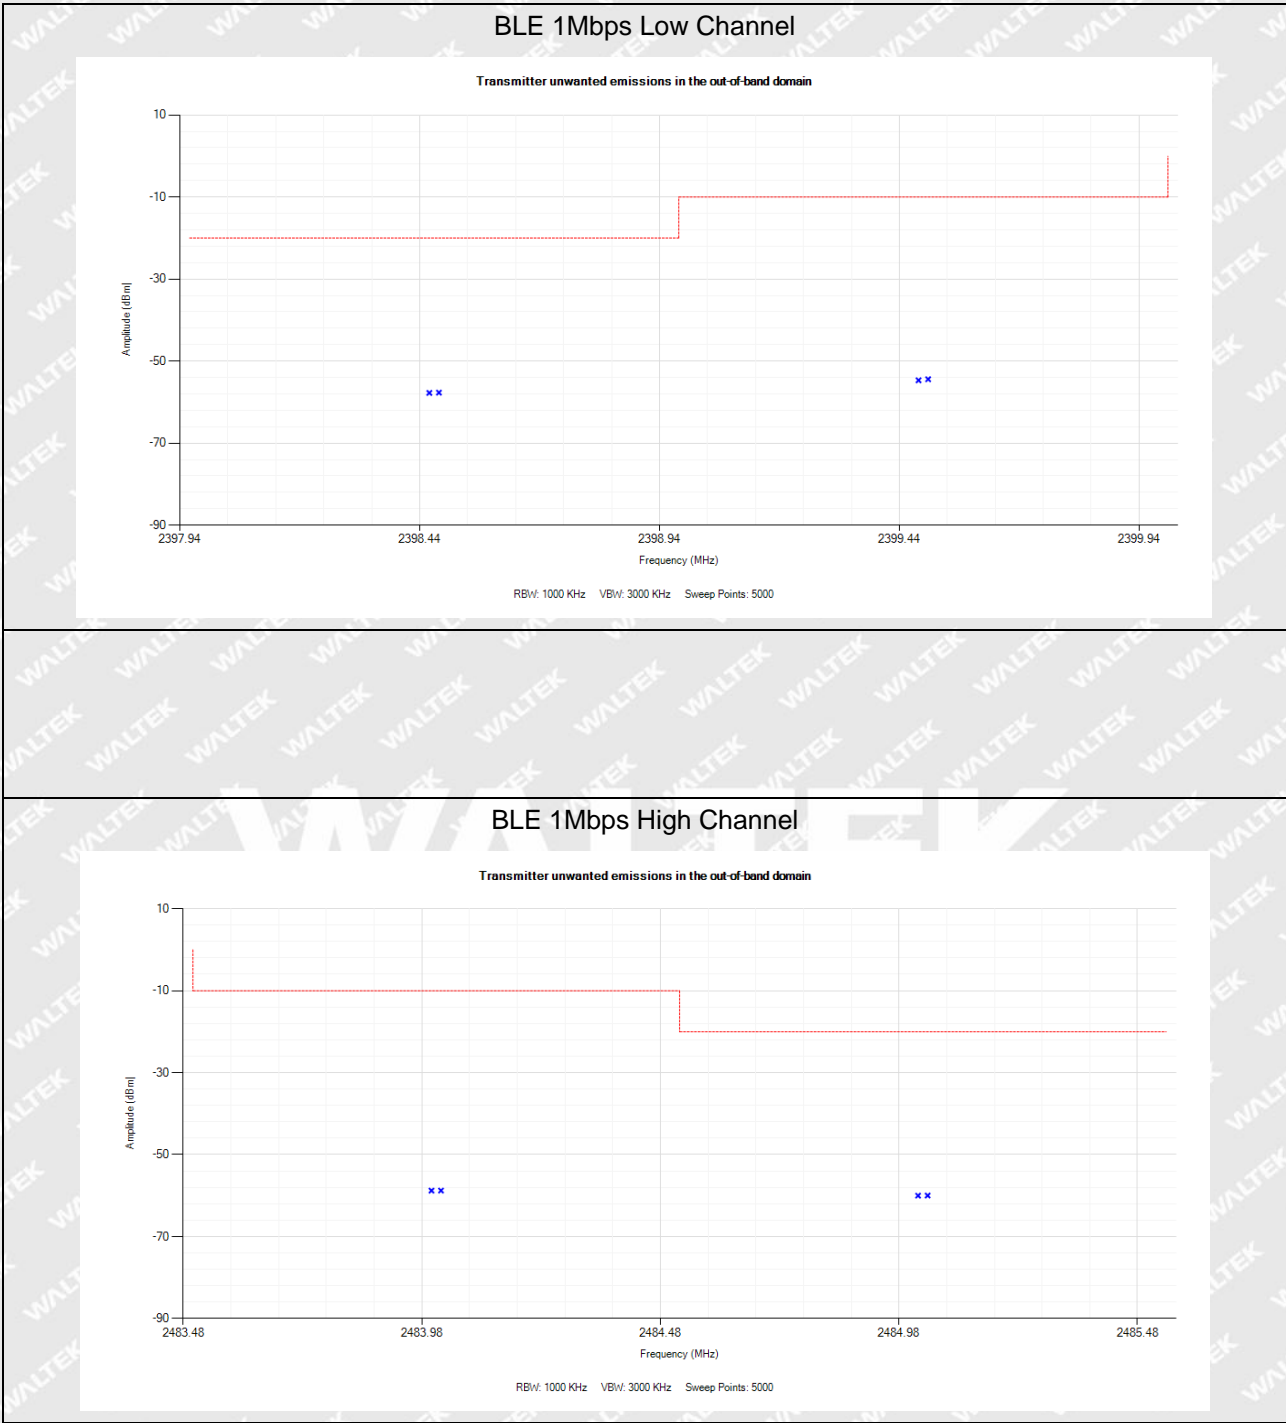 BLE 1Mbps Low Channel
Transmitter unwanted emissions in the out-of-band domain
10
-10
-30
-50
-70
-90
Amplitude (dBm|
2397.94 2398.44 2398.94 2399.44 2399.94
Frequency (MHz)
RBW: 1000 KHz VBW: 3000 KHz Sweep Points: 5000
WALTEK
BLE 1Mbps High Channel
Transmitter unwanted emissions in the out-of-band domain
10
-10
-30
-50
-70
-90
Amplitude (dBm|
2483.48 2483.98 2484.48 2484.98 2485.48
Frequency (MHz)
RBW: 1000 KHz VBW: 3000 KHz Sweep Points: 5000